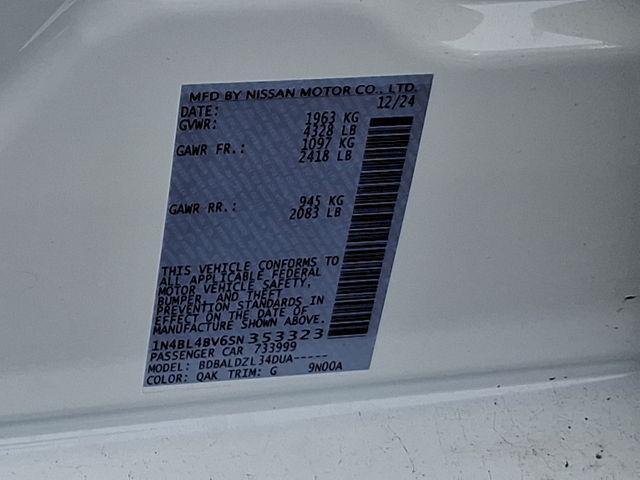 MFD BY NISSAN MOTOR CO., LTD.
DATE: 12/24
GVWR: 1963 KG
4328 LB
GAWR FR.: 1097 KG
2418 LB
GAWR RR.: 945 KG
2083 LB
THIS VEHICLE CONFORMS TO
ALL APPLICABLE FEDERAL
MOTOR VEHICLE SAFETY,
BUMPER, AND THEFT
PREVENTION STANDARDS IN
EFFECT ON THE DATE OF
MANUFACTURE SHOWN ABOVE.
1N4BL4BV6SN353323
PASSENGER CAR 733999
MODEL: BDBALDZL34DUA-----
COLOR: QAK TRIM: G 9N00A